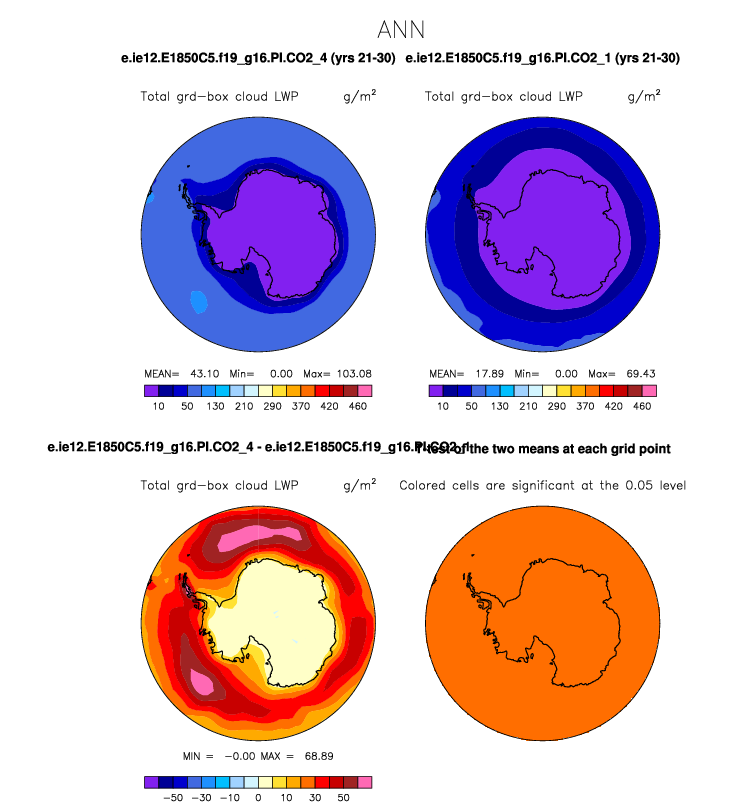 ANN
e.ie12.E1850C5.f19_g16.PI.CO2_4 (yrs 21-30) e.ie12.E1850C5.f19_g16.PI.CO2_1 (yrs 21-30)
Total grd-box cloud LWP g/m² Total grd-box cloud LWP g/m²
MEAN= 43.10 Min= 0.00 Max= 103.08 MEAN= 17.89 Min= 0.00 Max= 69.43
10 50 130 210 290 370 420 460 10 50 130 210 290 370 420 460
e.ie12.E1850C5.f19_g16.PI.CO2_4 - e.ie12.E1850C5.f19_g16.PI.CO2_1 T-test of the two means at each grid point
Total grd-box cloud LWP g/m² Colored cells are significant at the 0.05 level
MIN = -0.00 MAX = 68.89
-50 -30 -10 0 10 30 50